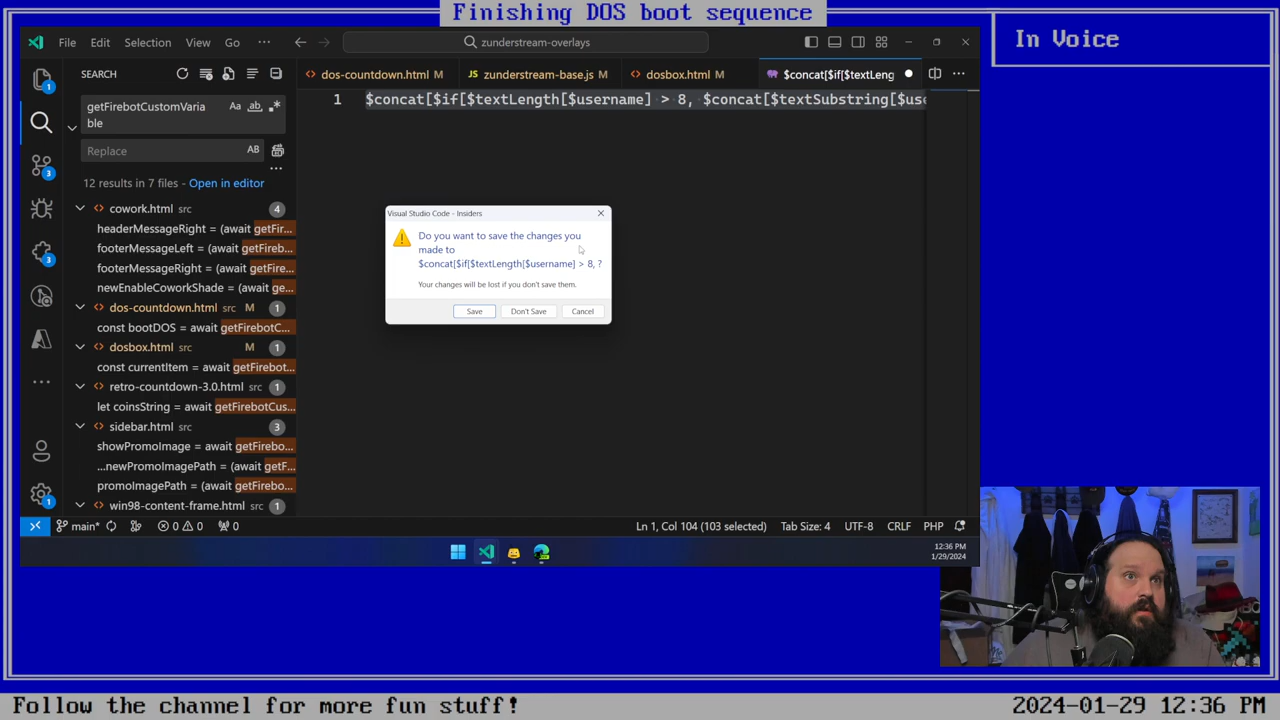 Finishing DOS boot sequence
In Voice
File Edit Selection View Go ··· zunderstream-overlays
SEARCH
dos-countdown.html M
zunderstream-base.js M
dosbox.html M
$concat[$if[$textLeng
getFirebotCustomVaria
ble
Aa ab
Replace
AB
12 results in 7 files - Open in editor
cowork.html src 4
headerMessageRight = (await getFir...
footerMessageLeft = (await getFireb...
footerMessageRight = (await getFir...
newEnableCoworkShade = (await ge...
dos-countdown.html src M 1
const bootDOS = await getFirebotC...
dosbox.html src M 1
const currentItem = await getFirebot...
retro-countdown-3.0.html src 1
let coinsString = await getFirebotCus...
sidebar.html src 3
showPromoImage = await getFirebo...
...newPromoImagePath = (await getF...
promoImagePath = (await getFirebo...
win98-content-frame.html src 1
1 $concat[$if[$textLength[$username] > 8, $concat[$textSubstring[$use
Visual Studio Code - Insiders
Do you want to save the changes you
made to
$concat[$if[$textLength[$username] > 8, ?
Your changes will be lost if you don't save them.
Save Don't Save Cancel
1
3
3
1
main* 0 0 0 Ln 1, Col 104 (103 selected) Tab Size: 4 UTF-8 CRLF PHP
12:36 PM
1/29/2024
Follow the channel for more fun stuff! 2024-01-29 12:36 PM